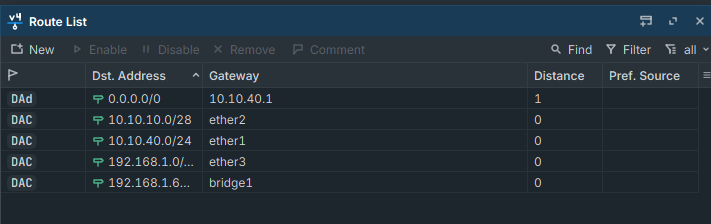 v4 Route List
New Enable Disable Remove Comment Find Filter all
Dst. Address Gateway Distance Pref. Source
DAd 0.0.0.0/0 10.10.40.1 1
DAC 10.10.10.0/28 ether2 0
DAC 10.10.40.0/24 ether1 0
DAC 192.168.1.0/... ether3 0
DAC 192.168.1.6... bridge1 0